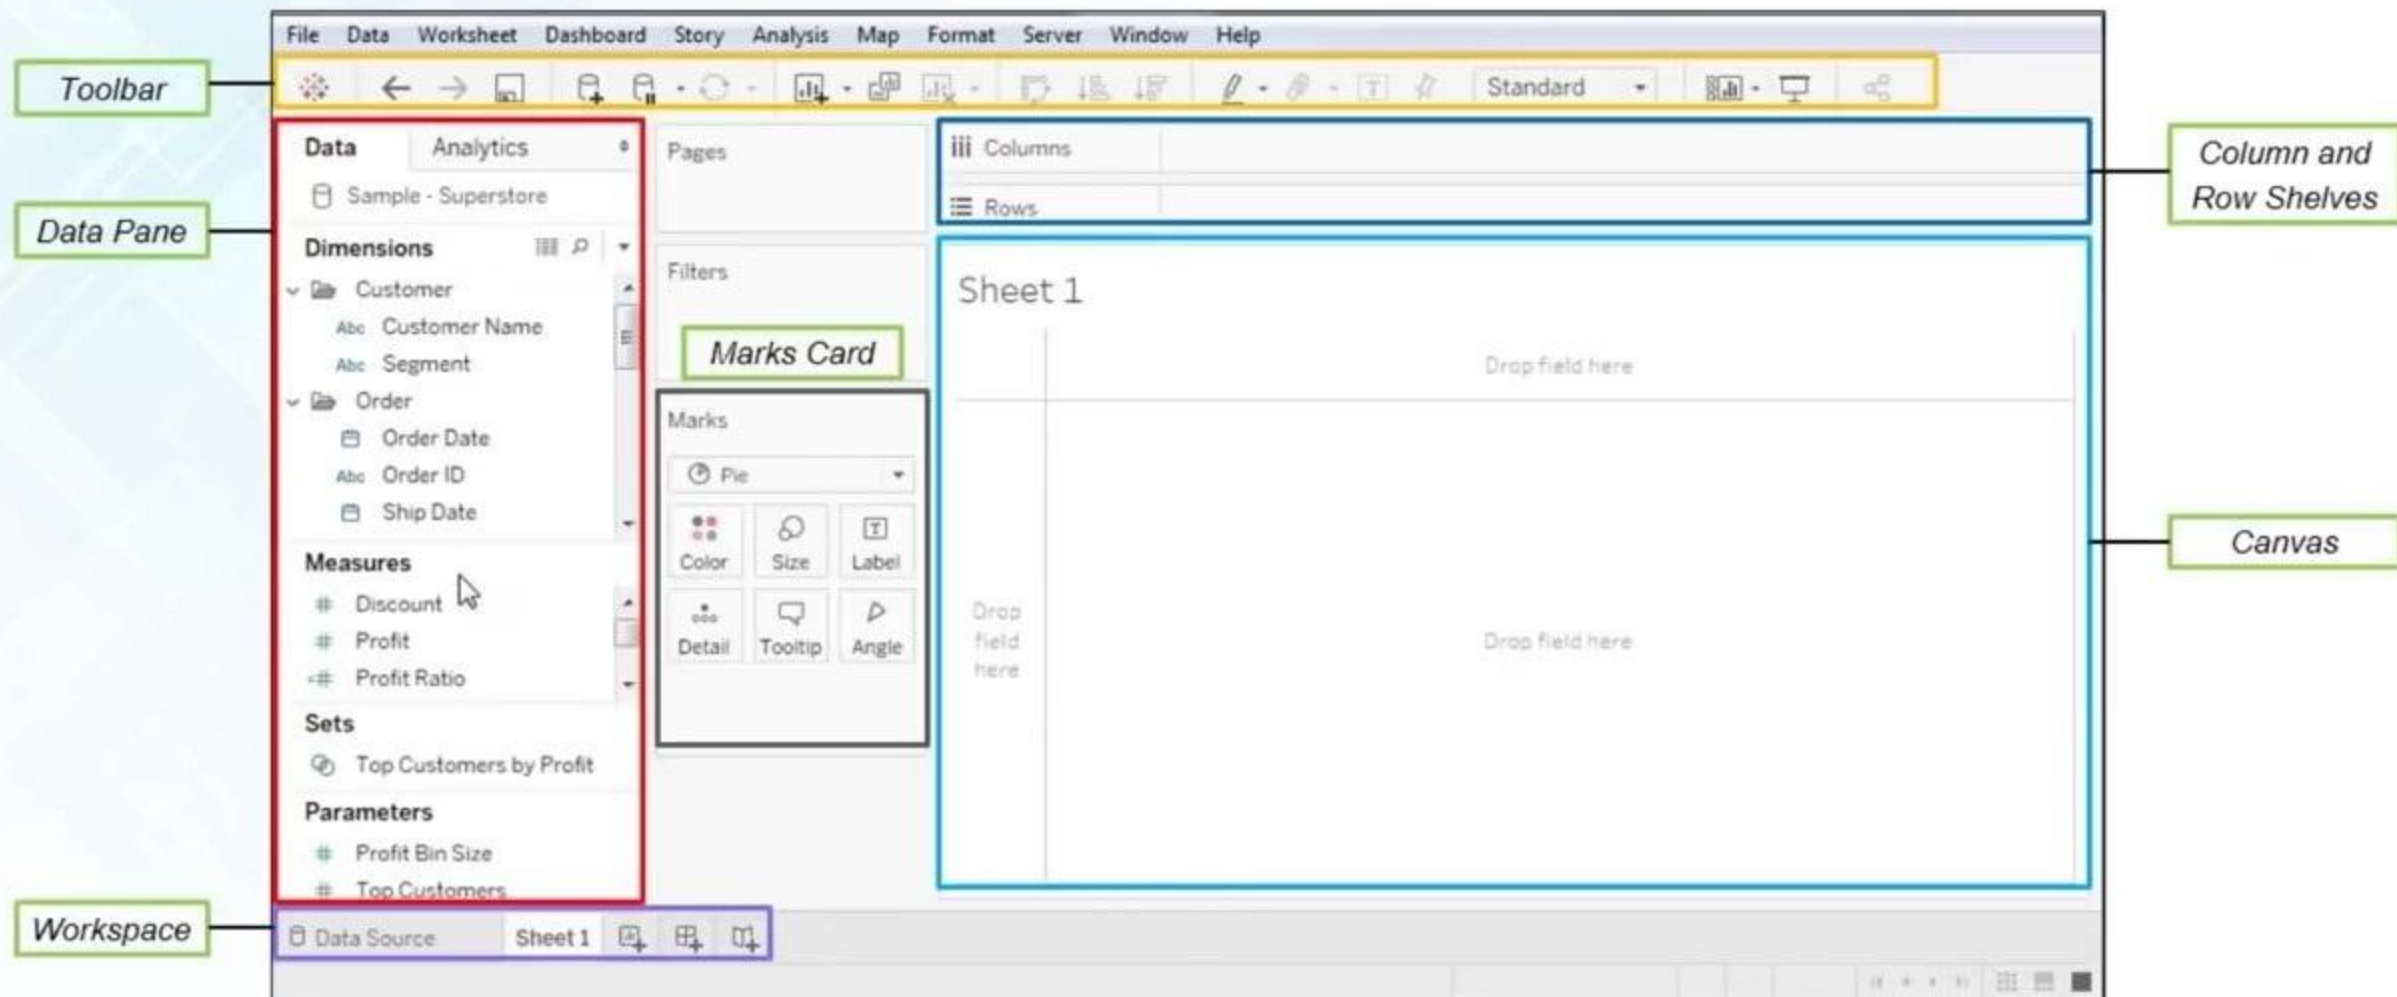 File Data Worksheet Dashboard Story Analysis Map Format Server Window Help
Toolbar
Standard
Data Analytics
Pages
Columns
Column and
Row Shelves
Sample - Superstore
Rows
Data Pane
Dimensions
Filters
Customer
Sheet 1
Abc Customer Name
Marks Card
Abc Segment
Drop field here
Order
Marks
Order Date
Abc Order ID
Pie
Ship Date
Color Size Label
Canvas
Measures
Discount
Drop
field
here
Drop field here
Profit
Detail Tooltip Angle
Profit Ratio
Sets
Top Customers by Profit
Parameters
Profit Bin Size
Top Customers
Workspace
Data Source Sheet 1